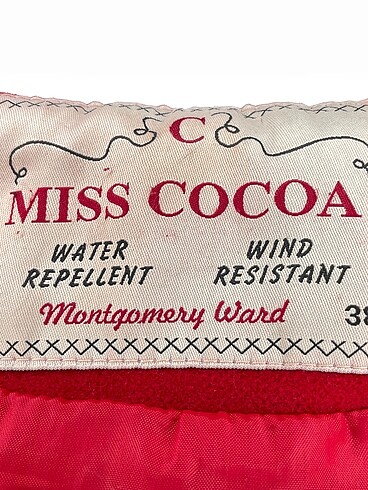 C
MISS COCOA
WATER WIND
REPELLENT RESISTANT
Montgomery Ward 38